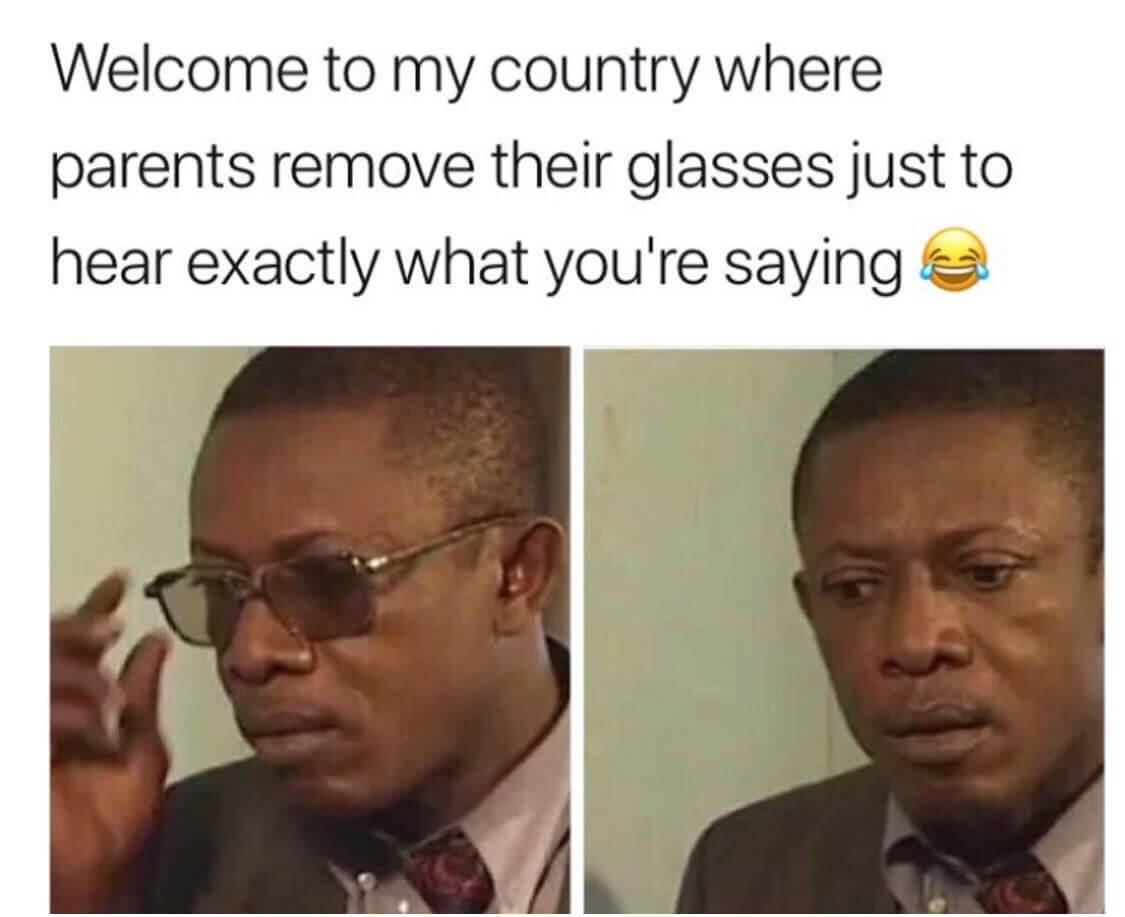 Welcome to my country where
parents remove their glasses just to
hear exactly what you're saying 😂